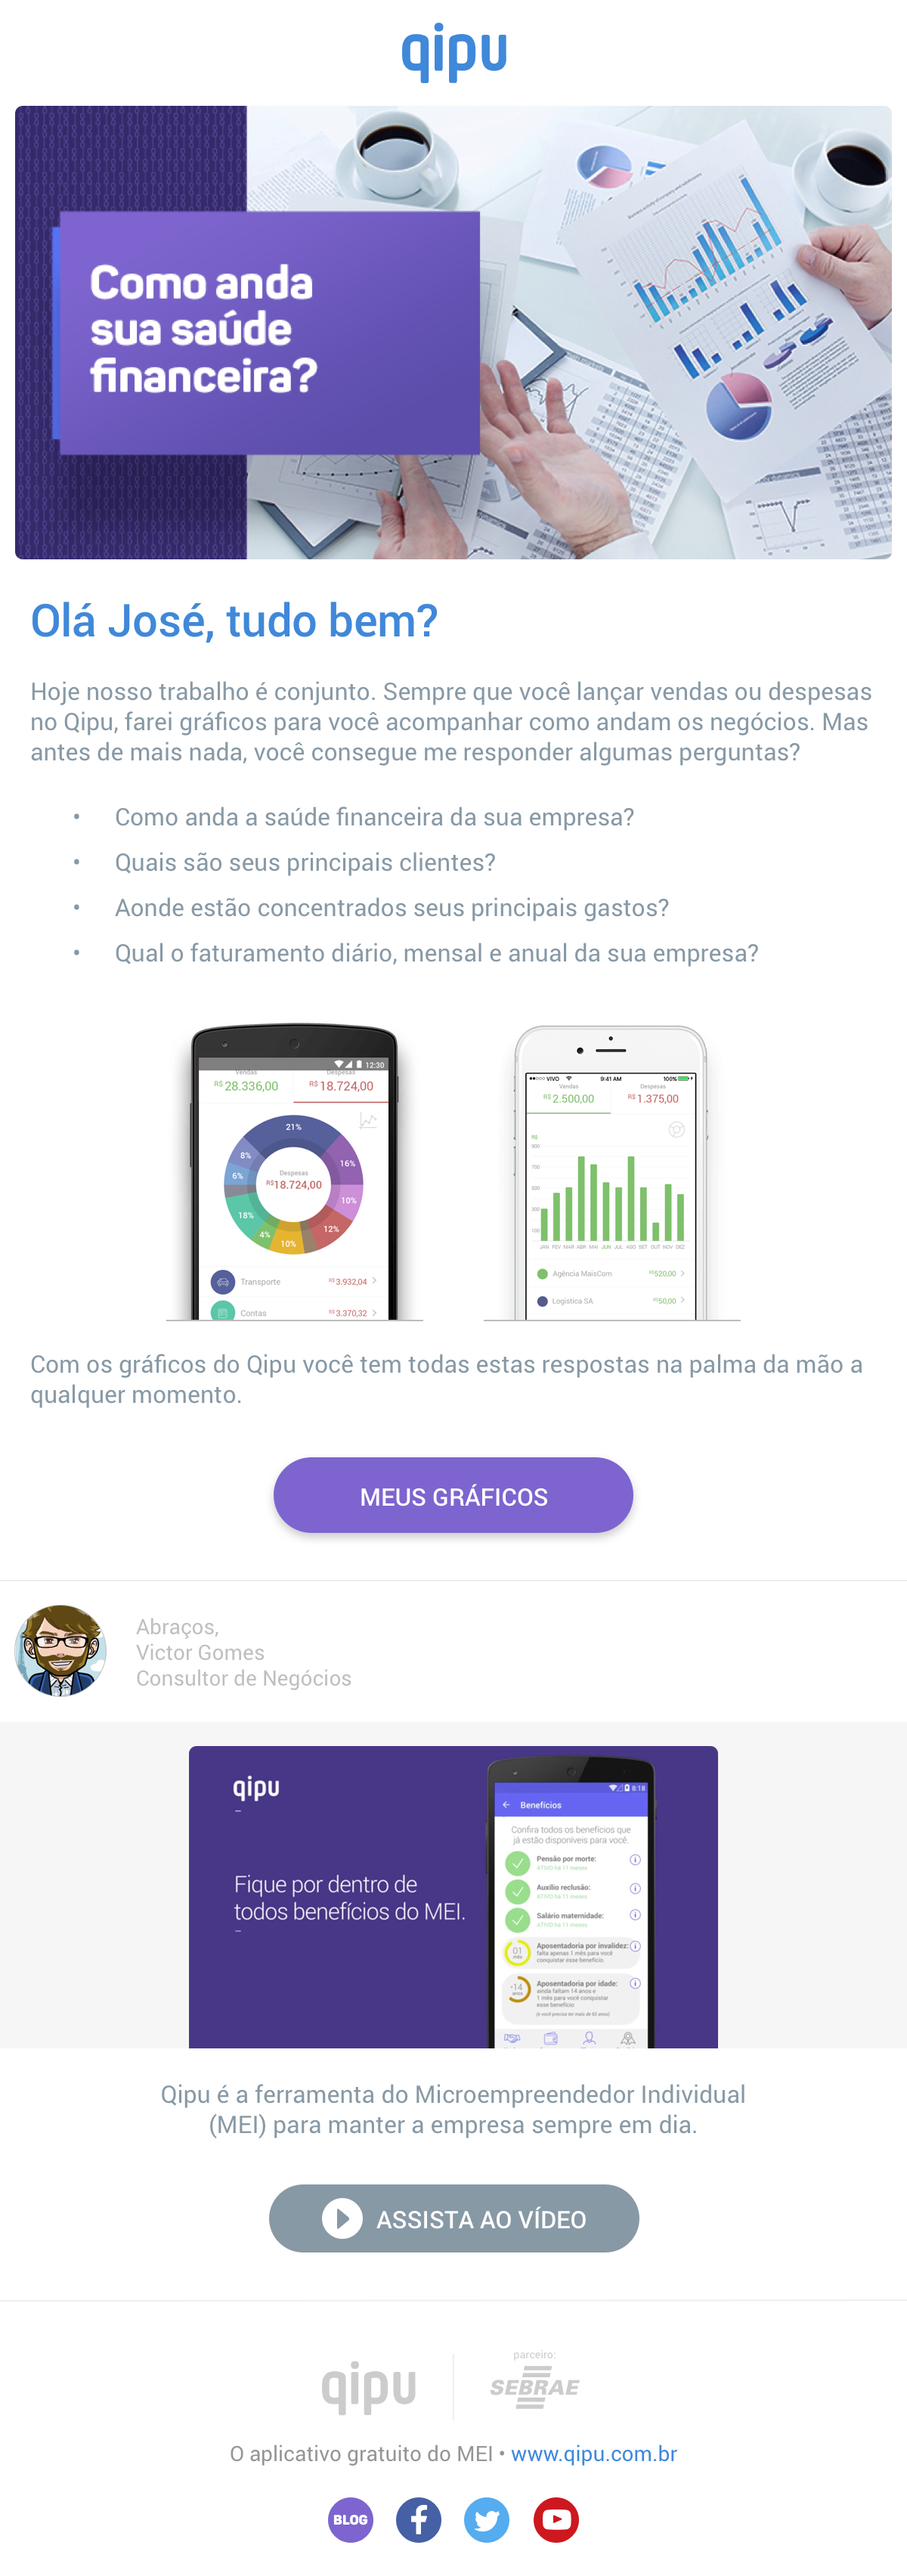 qipu
Como anda
sua saúde
financeira?
Olá José, tudo bem?
Hoje nosso trabalho é conjunto. Sempre que você lançar vendas ou despesas
no Qipu, farei gráficos para você acompanhar como andam os negócios. Mas
antes de mais nada, você consegue me responder algumas perguntas?
• Como anda a saúde financeira da sua empresa?
• Quais são seus principais clientes?
• Aonde estão concentrados seus principais gastos?
• Qual o faturamento diário, mensal e anual da sua empresa?
12:30
Vendas Despesas
R$ 28.336,00 R$ 18.724,00
21%
8% 16%
6%
Despesas
R$18.724,00
10%
18%
12%
4%
10%
Transporte R$ 3.932,04
Contas R$ 3.370,32
VIVO 9:41 AM 100%
Vendas Despesas
R$ 2.500,00 R$ 1.375,00
R$
900
700
500
300
100
JAN FEV MAR ABR MAI JUN JUL AGO SET OUT NOV DEZ
Agência MaisCom R$520,00
Logistica SA R$50,00
Com os gráficos do Qipu você tem todas estas respostas na palma da mão a
qualquer momento.
MEUS GRÁFICOS
Abraços,
Victor Gomes
Consultor de Negócios
qipu
Fique por dentro de
todos benefícios do MEI.
8:18
Benefícios
Confira todos os benefícios que
já estão disponíveis para você.
Pensão por morte:
ATIVO há 11 meses
Auxílio reclusão:
ATIVO há 11 meses
Salário maternidade:
ATIVO há 11 meses
01
mês
Aposentadoria por invalidez:
falta apenas 1 mês para você
conquistar esse benefício.
-14
anos
Aposentadoria por idade:
ainda faltam 14 anos e
1 mês para você conquistar
esse benefício
(e você precisa ter mais de 65 anos)
Qipu é a ferramenta do Microempreendedor Individual
(MEI) para manter a empresa sempre em dia.
ASSISTA AO VÍDEO
qipu
parceiro:
SEBRAE
O aplicativo gratuito do MEI • www.qipu.com.br
BLOG